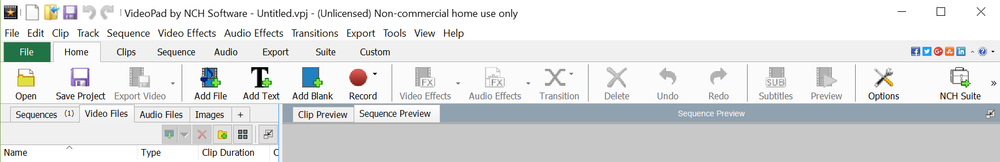 VideoPad by NCH Software - Untitled.vpj - (Unlicensed) Non-commercial home use only
File Edit Clip Track Sequence Video Effects Audio Effects Transitions Export Tools View Help
File Home Clips Sequence Audio Export Suite Custom
Open Save Project Export Video Add File Add Text Add Blank Record Video Effects Audio Effects Transition Delete Undo Redo Subtitles Preview Options NCH Suite
Sequences (1) Video Files Audio Files Images + Clip Preview Sequence Preview Sequence Preview
Name Type Clip Duration